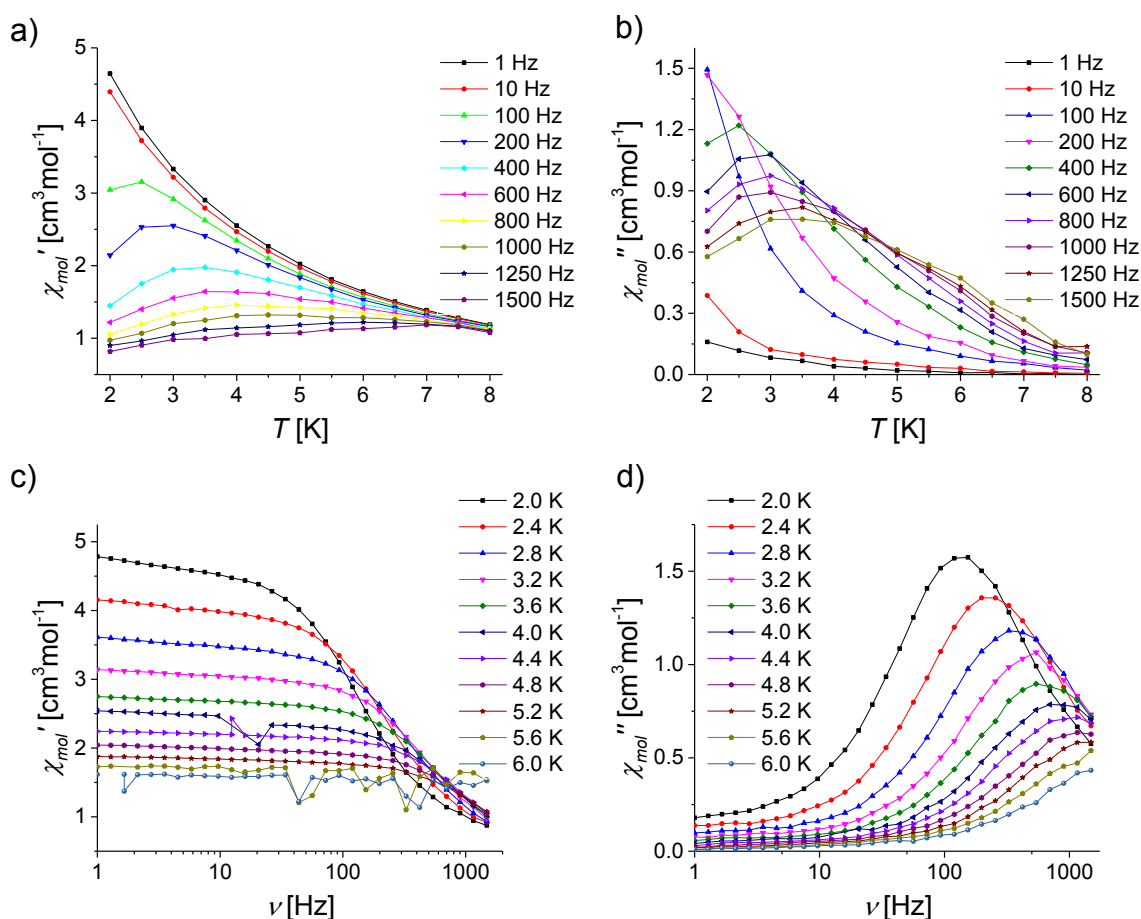 a)
χmol' [cm³mol⁻¹]
5
4
3
2
1
2 3 4 5 6 7 8
T [K]
1 Hz
10 Hz
100 Hz
200 Hz
400 Hz
600 Hz
800 Hz
1000 Hz
1250 Hz
1500 Hz
b)
χmol'' [cm³mol⁻¹]
1.5
1.2
0.9
0.6
0.3
0.0
2 3 4 5 6 7 8
T [K]
1 Hz
10 Hz
100 Hz
200 Hz
400 Hz
600 Hz
800 Hz
1000 Hz
1250 Hz
1500 Hz
c)
χmol' [cm³mol⁻¹]
5
4
3
2
1
1 10 100 1000
ν [Hz]
2.0 K
2.4 K
2.8 K
3.2 K
3.6 K
4.0 K
4.4 K
4.8 K
5.2 K
5.6 K
6.0 K
d)
χmol'' [cm³mol⁻¹]
1.5
1.0
0.5
0.0
1 10 100 1000
ν [Hz]
2.0 K
2.4 K
2.8 K
3.2 K
3.6 K
4.0 K
4.4 K
4.8 K
5.2 K
5.6 K
6.0 K